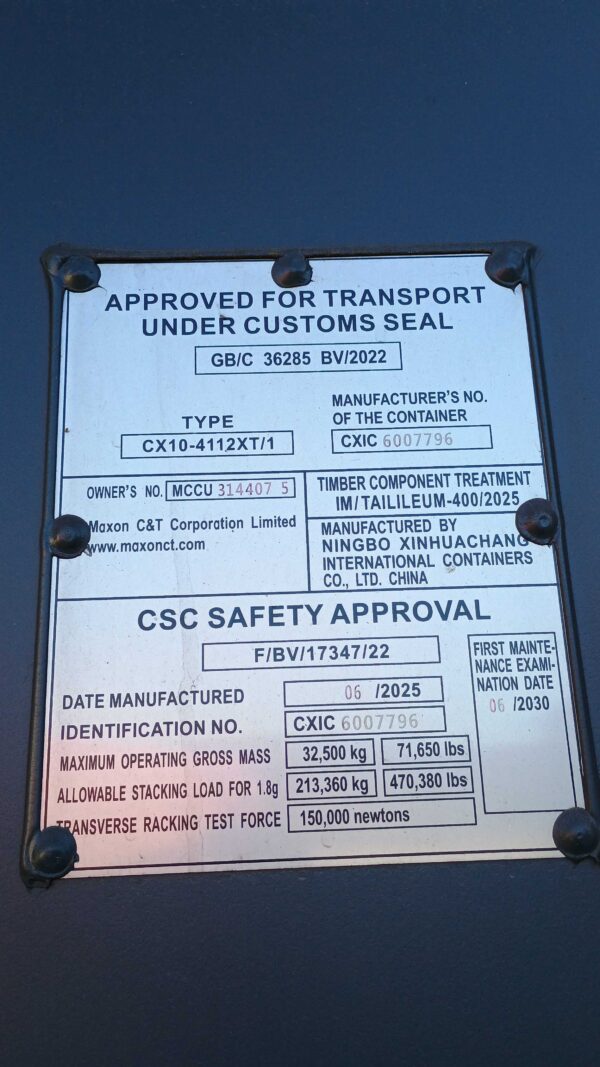 APPROVED FOR TRANSPORT
UNDER CUSTOMS SEAL
GB/C 36285 BV/2022
TYPE
CX10-4112XT/1
MANUFACTURER'S NO.
OF THE CONTAINER
CXIC 6007796
OWNER'S NO. MCCU 314407 5
Maxon C&T Corporation Limited
www.maxonct.com
TIMBER COMPONENT TREATMENT
IM/TAILILEUM-400/2025
MANUFACTURED BY
NINGBO XINHUACHANG
INTERNATIONAL CONTAINERS
CO., LTD. CHINA
CSC SAFETY APPROVAL
F/BV/17347/22
DATE MANUFACTURED 06 /2025
IDENTIFICATION NO. CXIC 6007796
MAXIMUM OPERATING GROSS MASS 32,500 kg 71,650 lbs
ALLOWABLE STACKING LOAD FOR 1.8g 213,360 kg 470,380 lbs
TRANSVERSE RACKING TEST FORCE 150,000 newtons
FIRST MAINTE-
NANCE EXAMI-
NATION DATE
06 /2030